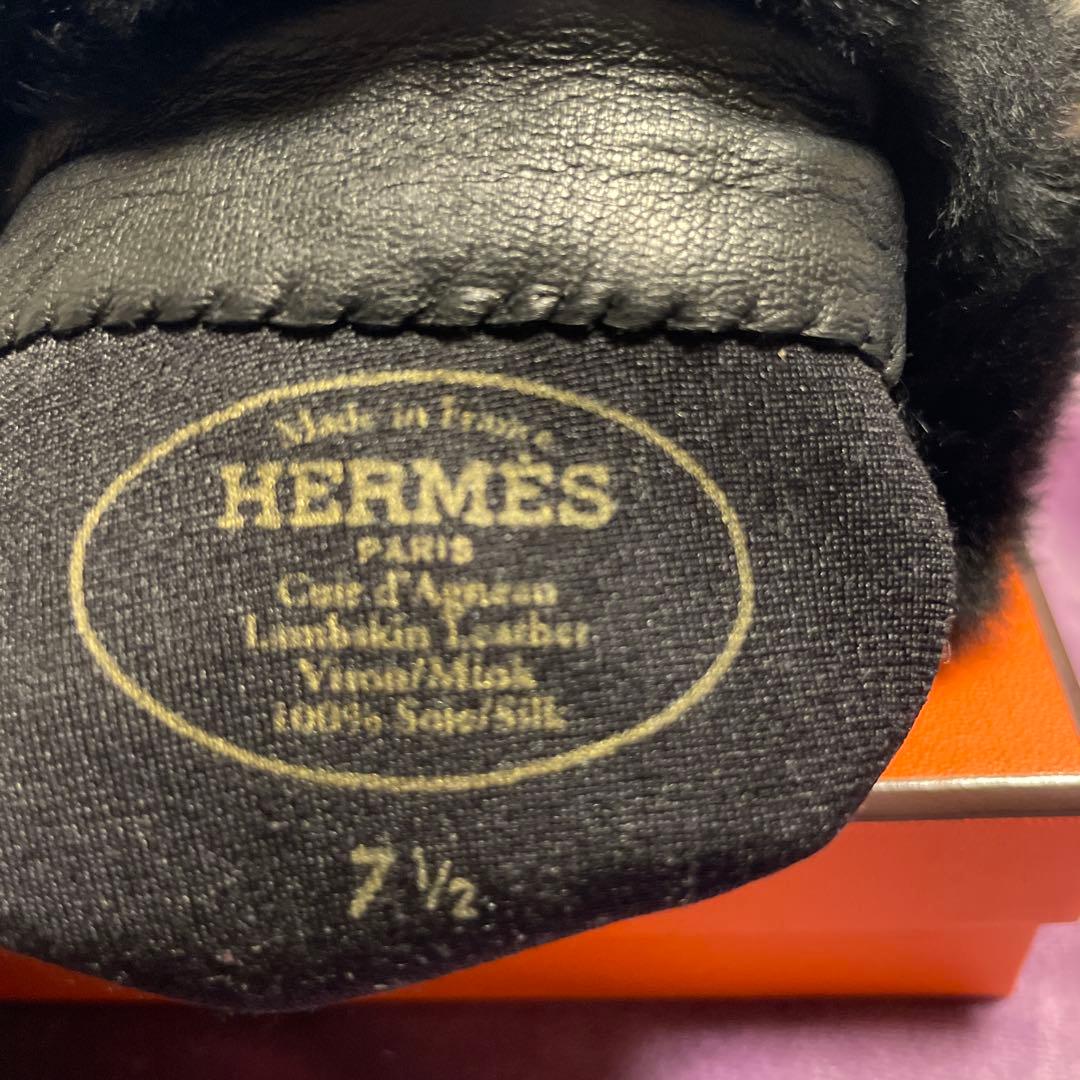 Made in France
HERMÈS
PARIS
Cuir d'Agneau
Lambskin Leather
Vison/Mink
100% Soie/Silk
7 1/2